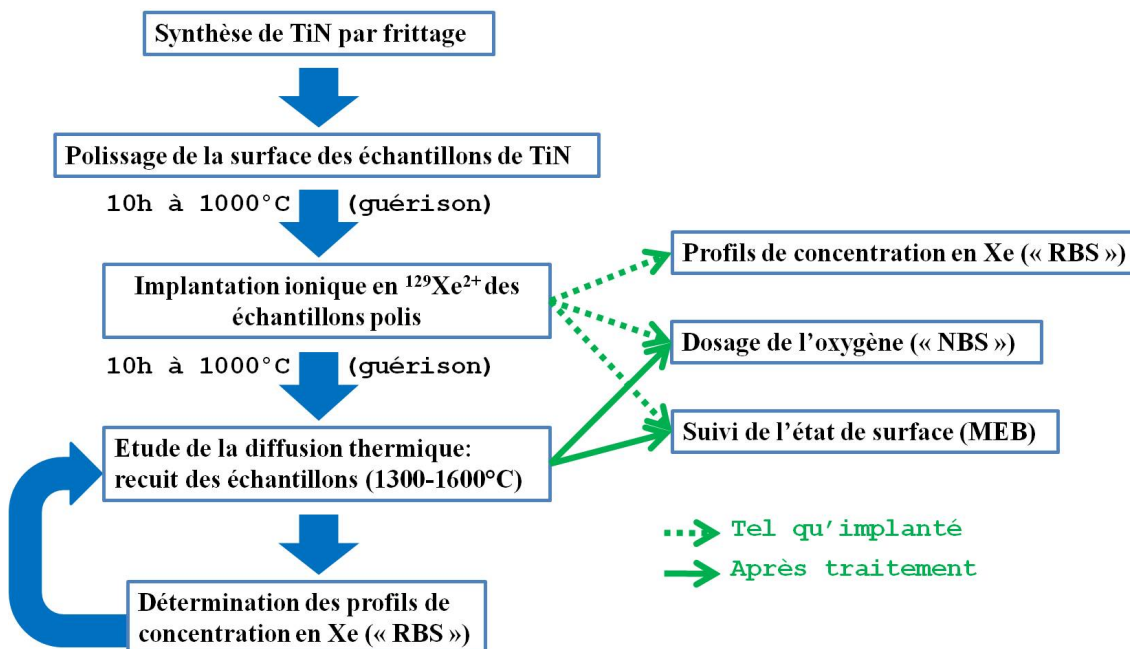 Synthèse de TiN par frittage
Polissage de la surface des échantillons de TiN
10h à 1000°C (guérison)
Implantation ionique en ¹²⁹Xe²⁺ des
échantillons polis
10h à 1000°C (guérison)
Etude de la diffusion thermique:
recuit des échantillons (1300-1600°C)
Détermination des profils de
concentration en Xe (« RBS »)
Profils de concentration en Xe (« RBS »)
Dosage de l’oxygène (« NBS »)
Suivi de l’état de surface (MEB)
Tel qu’implanté
Après traitement